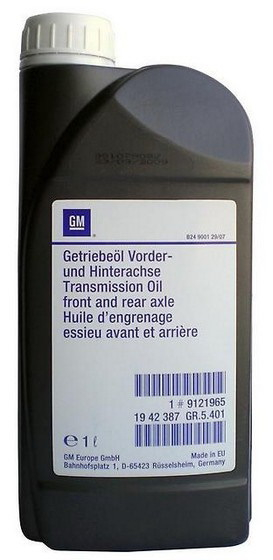 GM
824 9001 29/07
Getriebeöl Vorder-
und Hinterachse
Transmission Oil
front and rear axle
Huile d'engrenage
essieu avant et arrière
1 # 9121965
19 42 387 GR.5.401
e 1 l
GM Europe GmbH
Made in EU
Bahnhofsplatz 1, D-65423 Rüsselsheim, Germany